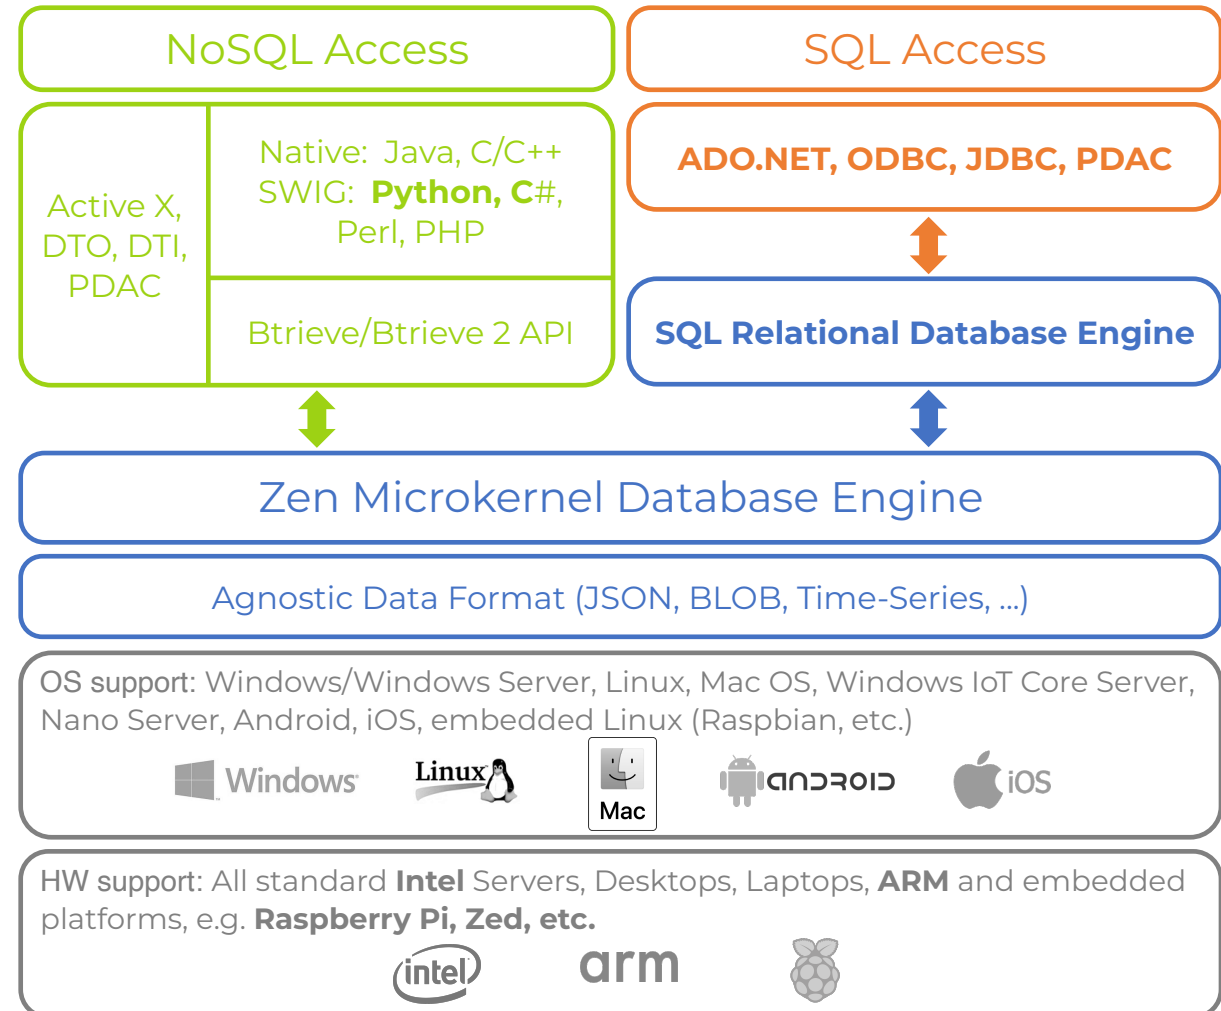 NoSQL Access
SQL Access
Active X,
DTO, DTI,
PDAC
Native: Java, C/C++
SWIG: Python, C#,
Perl, PHP
Btrieve/Btrieve 2 API
ADO.NET, ODBC, JDBC, PDAC
SQL Relational Database Engine
Zen Microkernel Database Engine
Agnostic Data Format (JSON, BLOB, Time-Series, ...)
OS support: Windows/Windows Server, Linux, Mac OS, Windows IoT Core Server,
Nano Server, Android, iOS, embedded Linux (Raspbian, etc.)
Windows
Linux
Mac
android
iOS
HW support: All standard Intel Servers, Desktops, Laptops, ARM and embedded
platforms, e.g. Raspberry Pi, Zed, etc.
intel
arm